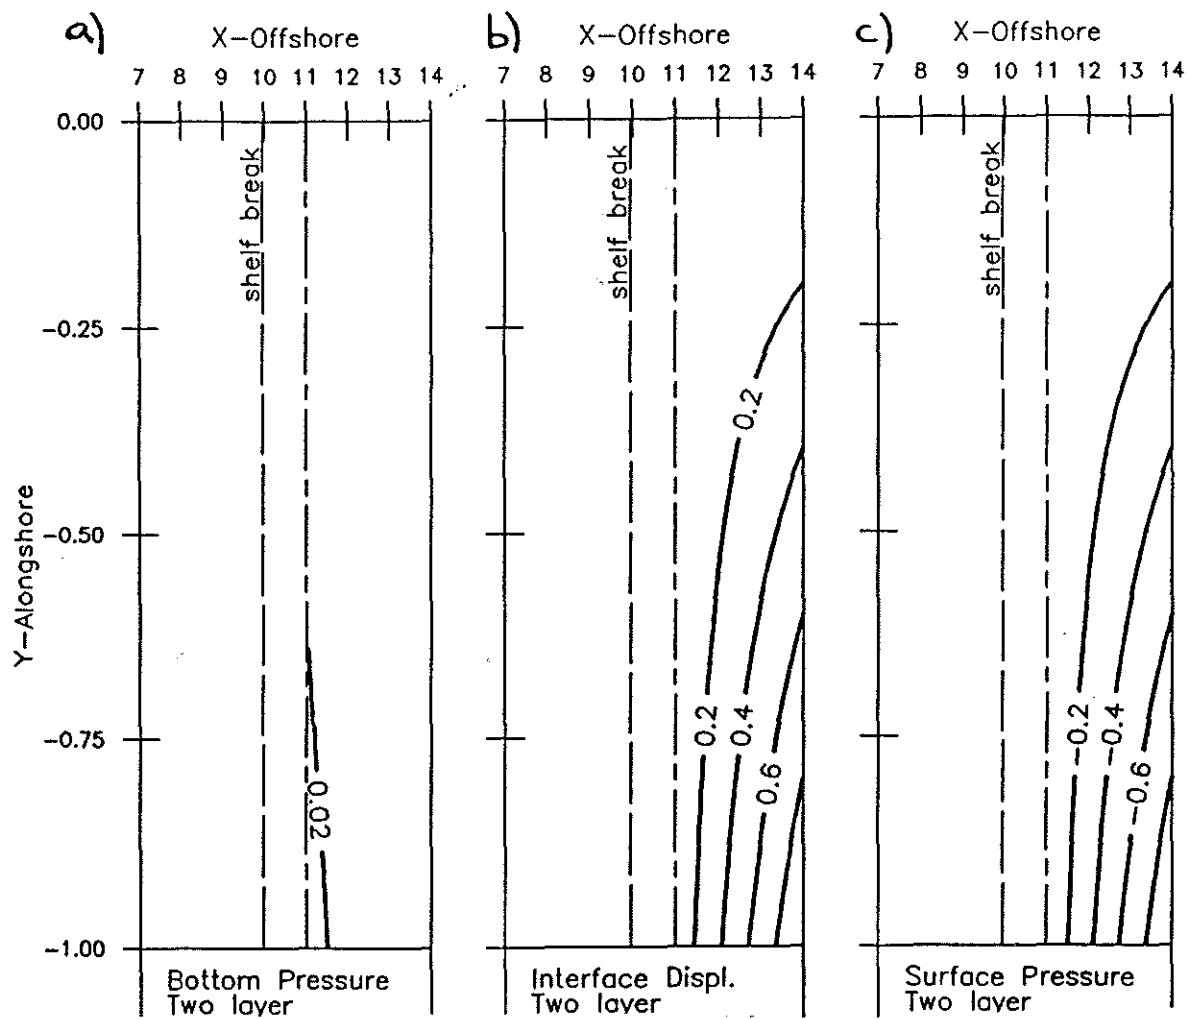 a)
X-Offshore
7 8 9 10 11 12 13 14
0.00
-0.25
-0.50
-0.75
-1.00
Y-Alongshore
shelf break
0.02
Bottom Pressure
Two layer
b)
X-Offshore
7 8 9 10 11 12 13 14
shelf break
0.2
0.2
0.4
0.6
Interface Displ.
Two layer
c)
X-Offshore
7 8 9 10 11 12 13 14
shelf break
-0.2
-0.4
-0.6
Surface Pressure
Two layer